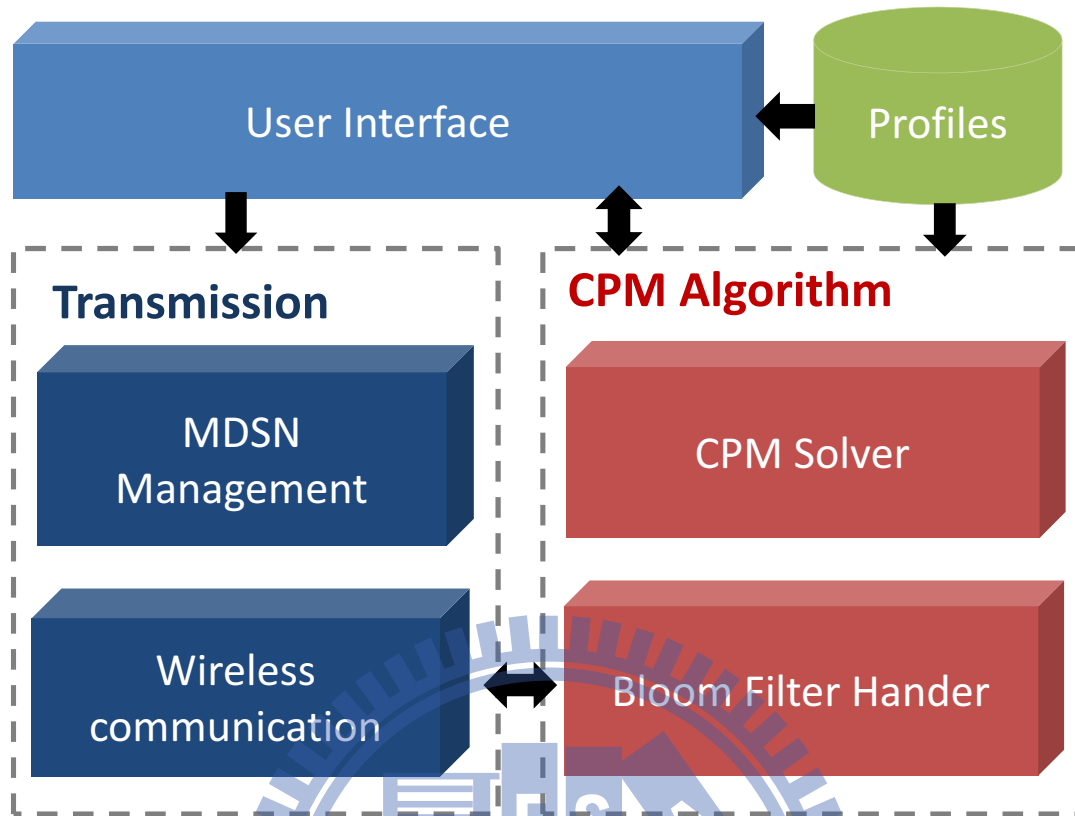 User Interface
Profiles
Transmission
CPM Algorithm
MDSN
Management
CPM Solver
Wireless
communication
Bloom Filter Hander